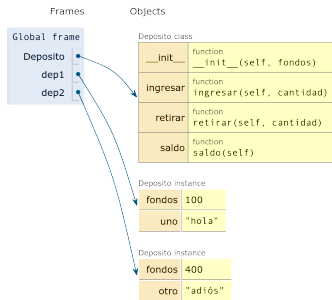 Frames Objects
Global frame
Deposito
dep1
dep2
Deposito class
__init__ function
__init__(self, fondos)
ingresar function
ingresar(self, cantidad)
retirar function
retirar(self, cantidad)
saldo function
saldo(self)
Deposito instance
fondos 100
uno "hola"
Deposito instance
fondos 400
otro "adiós"